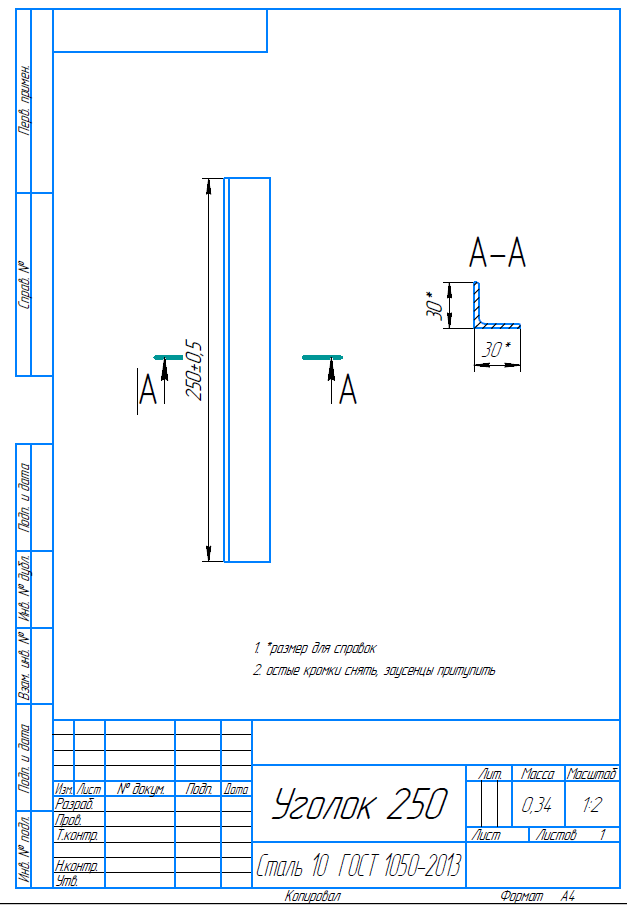 Перв. примен.
Справ. №
Подп. и дата
Инв. № дубл.
Взам. инв. №
Подп. и дата
Инв. № подл.
А-А
30*
30*
250±0,5
А
А
1. *размер для справок
2. остые кромки снять, заусенцы притупить
Изм. Лист № докум. Подп. Дата
Разраб.
Пров.
Т.контр.
Н.контр.
Утв.
Уголок 250
Сталь 10 ГОСТ 1050-2013
Лит. Масса Масштаб
0,34 1:2
Лист Листов 1
Копировал Формат А4